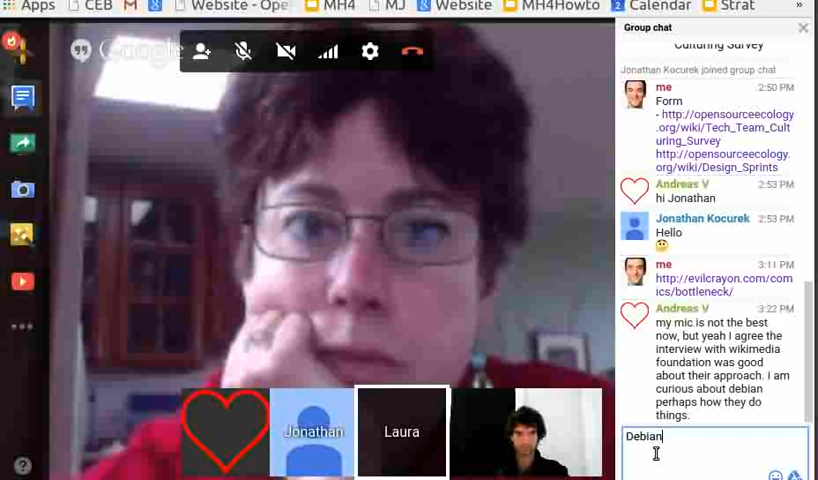 Apps CEB Website - Ope MH4 MJ Website MH4Howto Calendar Strat »
Google
Group chat
Culturing Survey
Jonathan Kocurek joined group chat
me 2:50 PM
Form
- http://opensourceecology
.org/wiki/Tech_Team_Cult
uring_Survey
http://opensourceecology.
org/wiki/Design_Sprints
Andreas V 2:53 PM
hi Jonathan
Jonathan Kocurek 2:53 PM
Hello
me 3:11 PM
http://evilcrayon.com/com
ics/bottleneck/
Andreas V 3:22 PM
my mic is not the best
now, but yeah I agree the
interview with wikimedia
foundation was good
about their approach. I am
curious about debian
perhaps how they do
things.
Debian
Jonathan
Laura